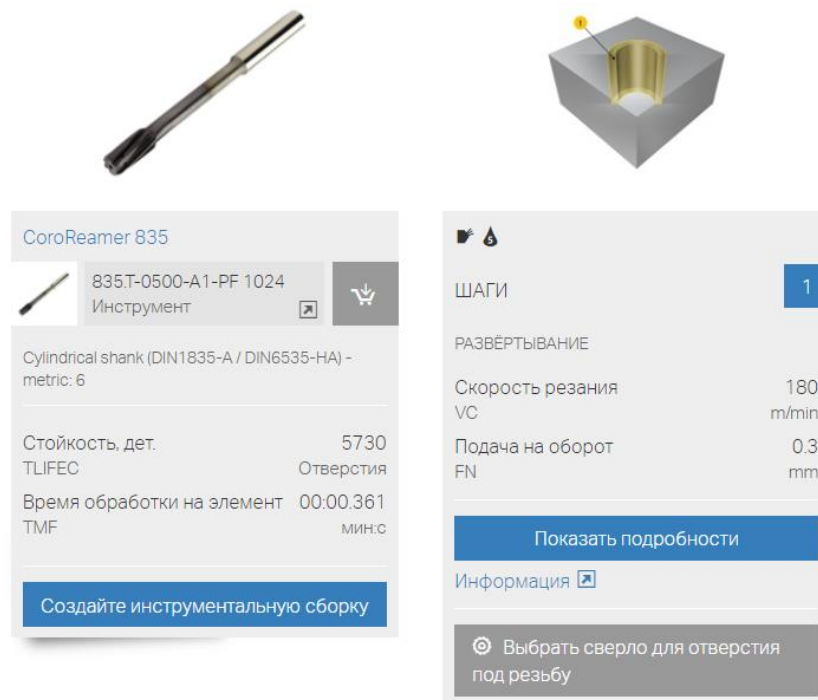 1
CoroReamer 835
835.T-0500-A1-PF 1024
Инструмент
Cylindrical shank (DIN1835-A / DIN6535-HA) -
metric: 6
Стойкость, дет. 5730
TLIFEC Отверстия
Время обработки на элемент 00:00.361
TMF мин:с
Создайте инструментальную сборку
5
ШАГИ 1
РАЗВЁРТЫВАНИЕ
Скорость резания 180
VC m/min
Подача на оборот 0.3
FN mm
Показать подробности
Информация
Выбрать сверло для отверстия
под резьбу